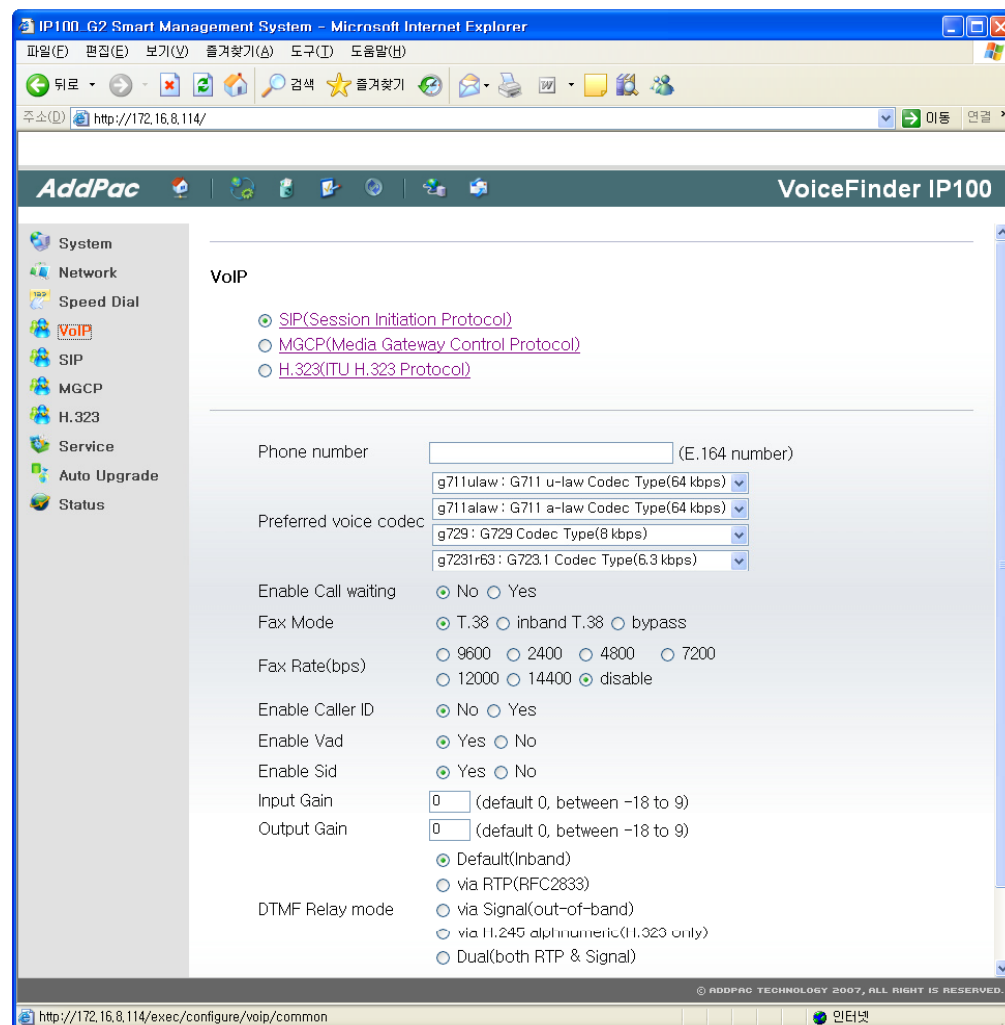 IP100_G2 Smart Management System - Microsoft Internet Explorer
파일(F) 편집(E) 보기(V) 즐겨찾기(A) 도구(T) 도움말(H)
뒤로 검색 즐겨찾기
주소(D) http://172,16,8,114/ 이동 연결
AddPac VoiceFinder IP100
System
Network
Speed Dial
VoIP
SIP
MGCP
H.323
Service
Auto Upgrade
Status
VoIP
SIP(Session Initiation Protocol)
MGCP(Media Gateway Control Protocol)
H.323(ITU H.323 Protocol)
Phone number (E.164 number)
Preferred voice codec
g711ulaw : G711 u-law Codec Type(64 kbps)
g711alaw : G711 a-law Codec Type(64 kbps)
g729 : G729 Codec Type(8 kbps)
g7231r63 : G723.1 Codec Type(6.3 kbps)
Enable Call waiting No Yes
Fax Mode T.38 inband T.38 bypass
Fax Rate(bps) 9600 2400 4800 7200
12000 14400 disable
Enable Caller ID No Yes
Enable Vad Yes No
Enable Sid Yes No
Input Gain 0 (default 0, between -18 to 9)
Output Gain 0 (default 0, between -18 to 9)
DTMF Relay mode
Default(Inband)
via RTP(RFC2833)
via Signal(out-of-band)
via H.245 alphnumeric(H.323 only)
Dual(both RTP & Signal)
© ADDPAC TECHNOLOGY 2007, ALL RIGHT IS RESERVED.
http://172,16,8,114/exec/configure/voip/common 인터넷